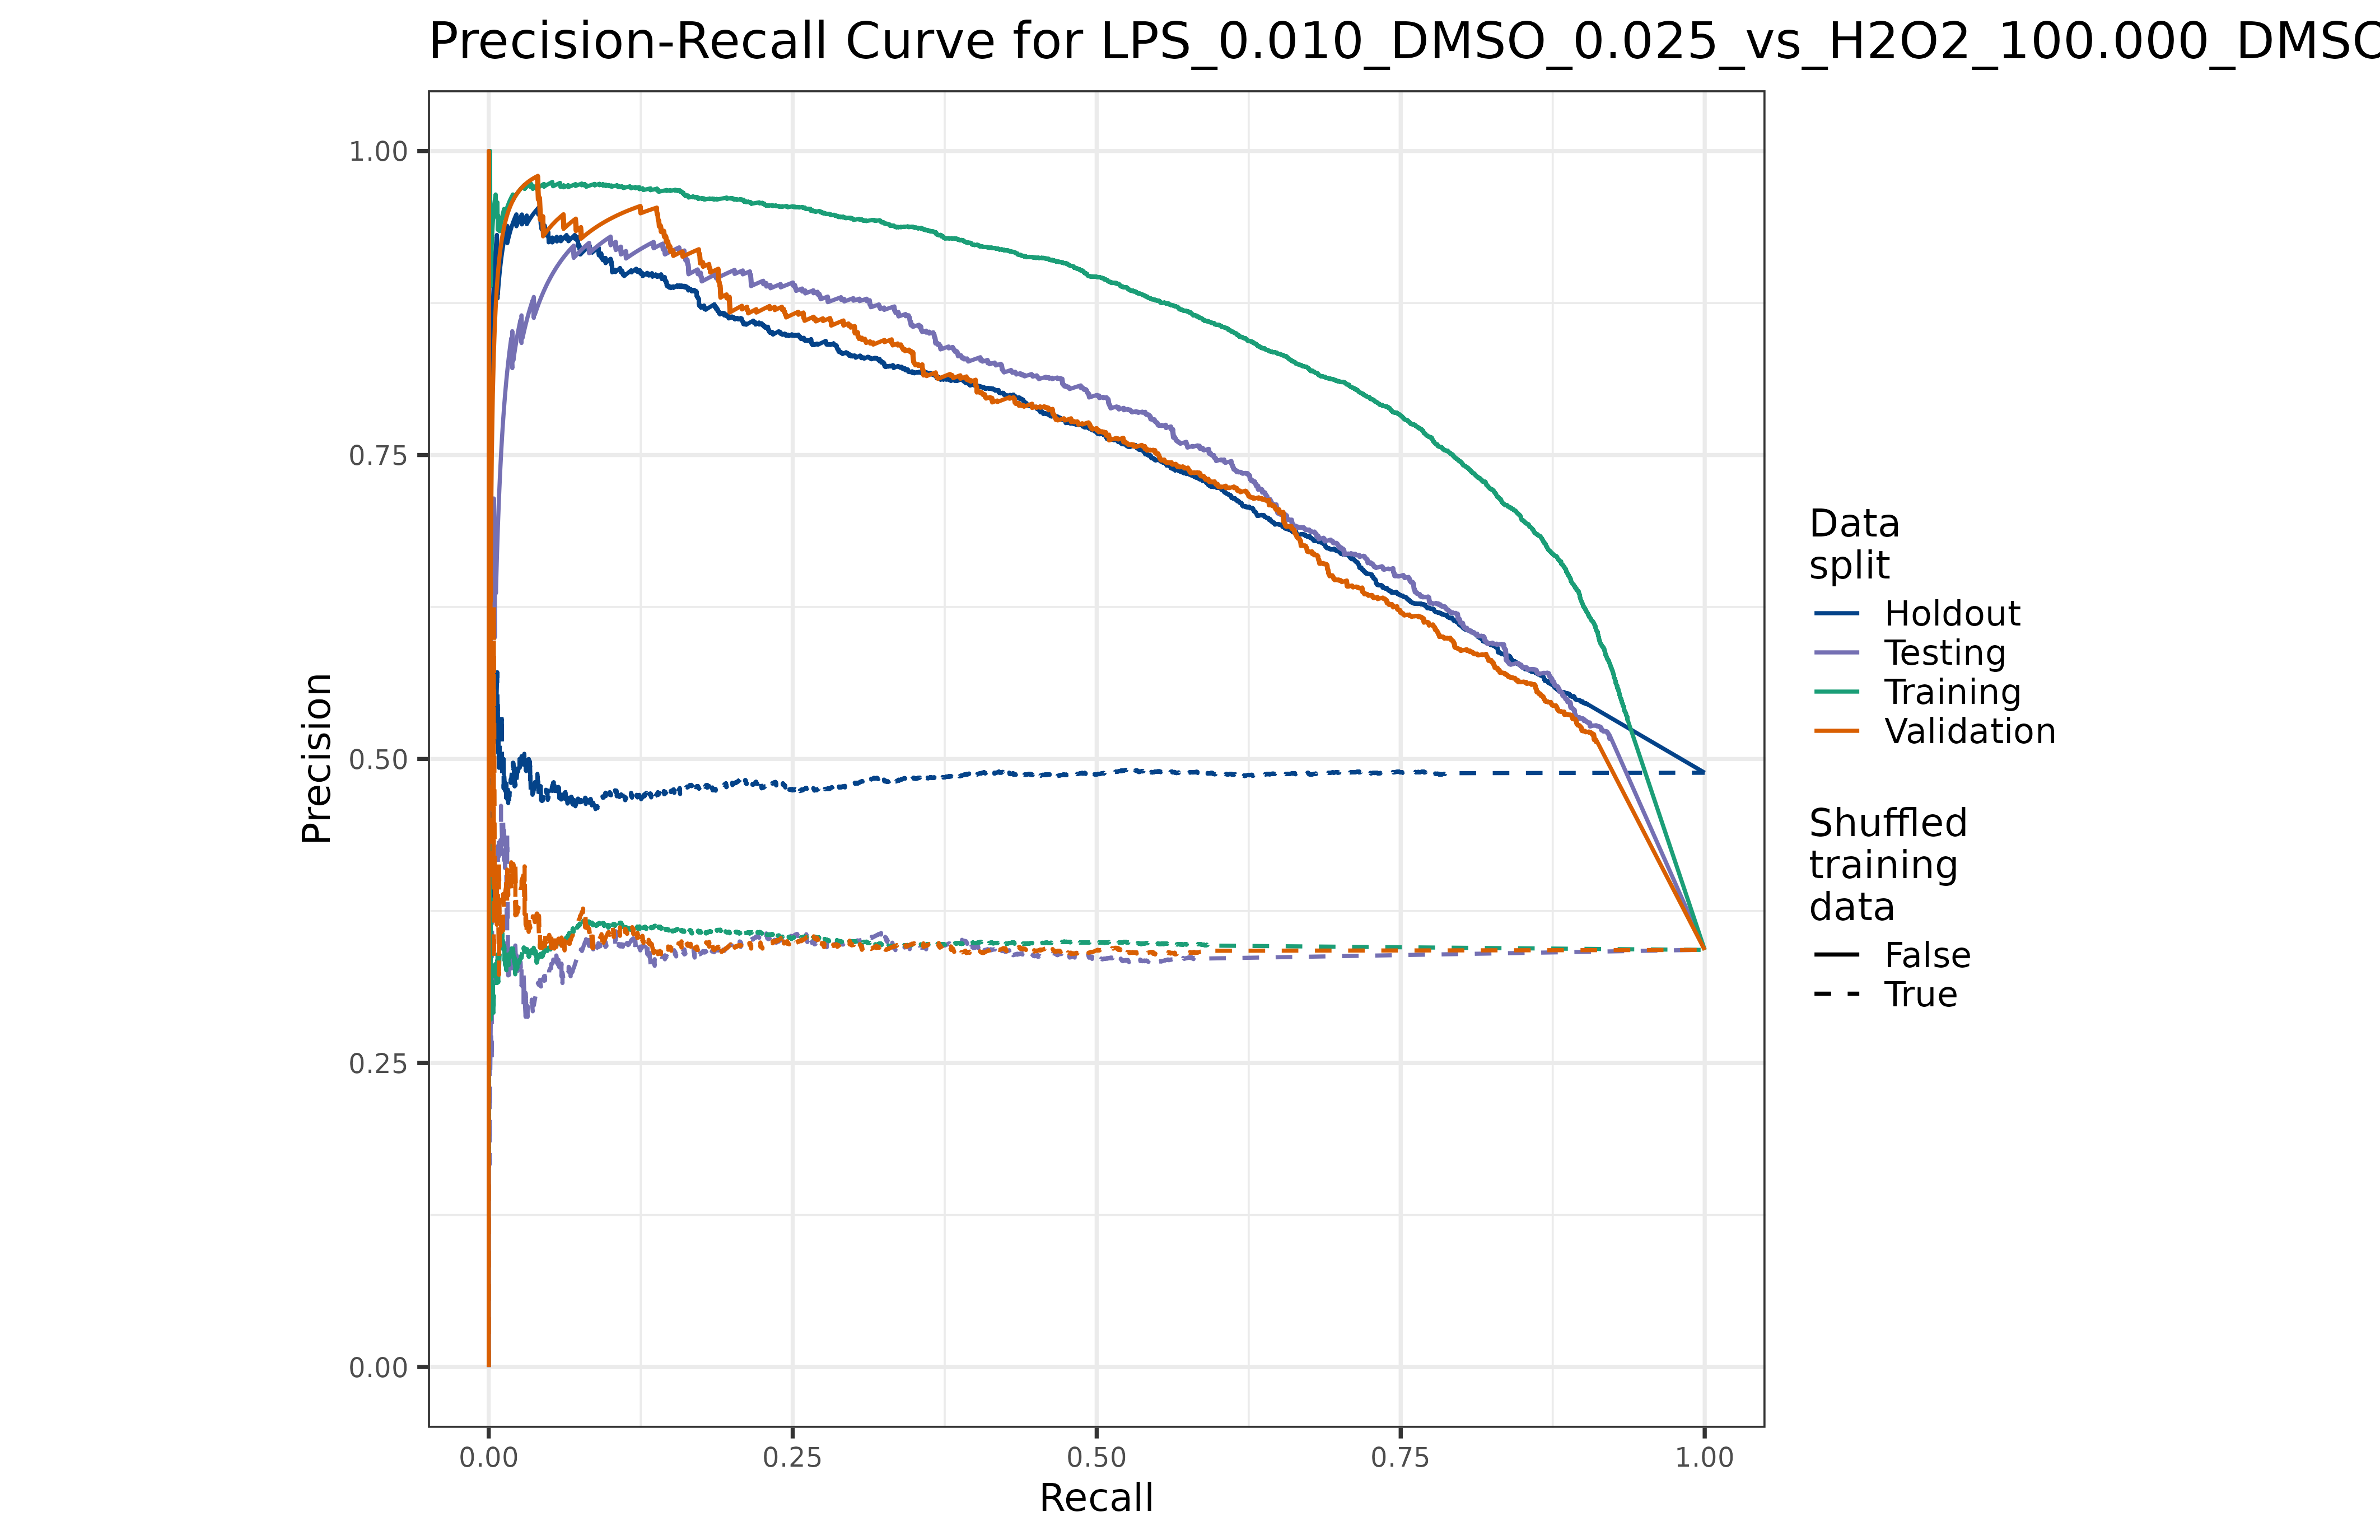 Precision-Recall Curve for LPS_0.010_DMSO_0.025_vs_H2O2_100.000_DMSO
1.00
0.75
0.50
0.25
0.00
Precision
0.00 0.25 0.50 0.75 1.00
Recall
Data
split
Holdout
Testing
Training
Validation
Shuffled
training
data
False
True